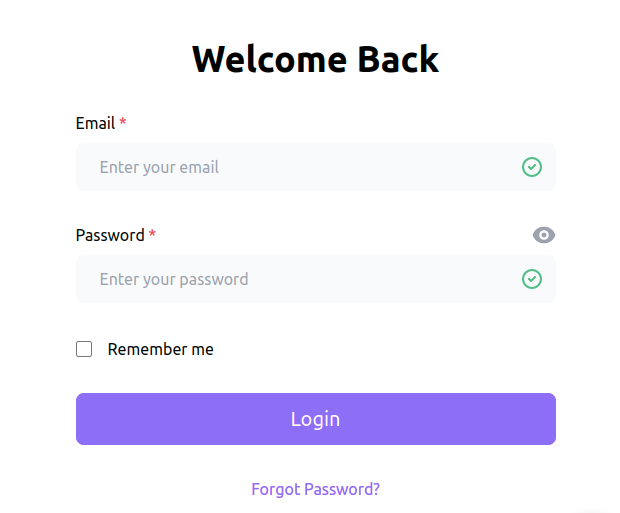 Welcome Back
Email *
Enter your email
Password *
Enter your password
Remember me
Login
Forgot Password?